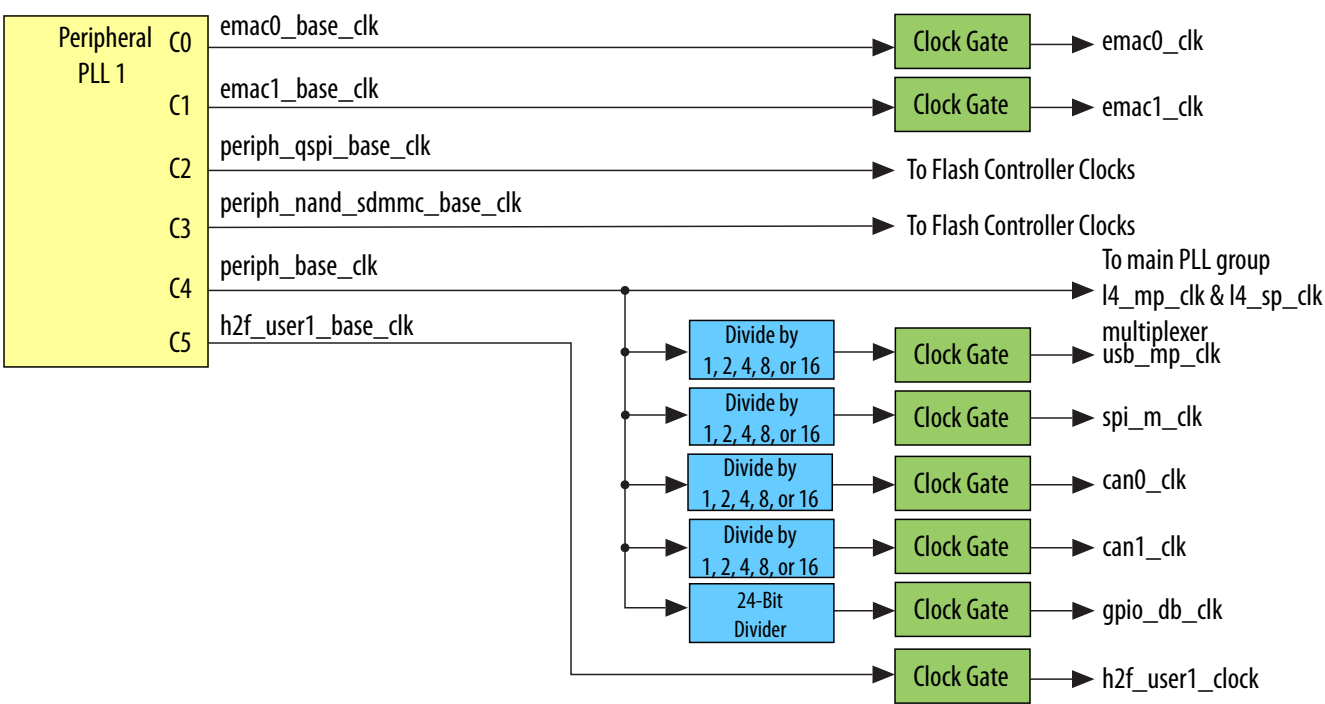 Peripheral
PLL 1
C0
emac0_base_clk
Clock Gate
emac0_clk
C1
emac1_base_clk
Clock Gate
emac1_clk
C2
periph_qspi_base_clk
To Flash Controller Clocks
C3
periph_nand_sdmmc_base_clk
To Flash Controller Clocks
C4
periph_base_clk
To main PLL group
l4_mp_clk & l4_sp_clk
multiplexer
C5
h2f_user1_base_clk
Divide by
1, 2, 4, 8, or 16
Clock Gate
usb_mp_clk
Divide by
1, 2, 4, 8, or 16
Clock Gate
spi_m_clk
Divide by
1, 2, 4, 8, or 16
Clock Gate
can0_clk
Divide by
1, 2, 4, 8, or 16
Clock Gate
can1_clk
24-Bit
Divider
Clock Gate
gpio_db_clk
Clock Gate
h2f_user1_clock